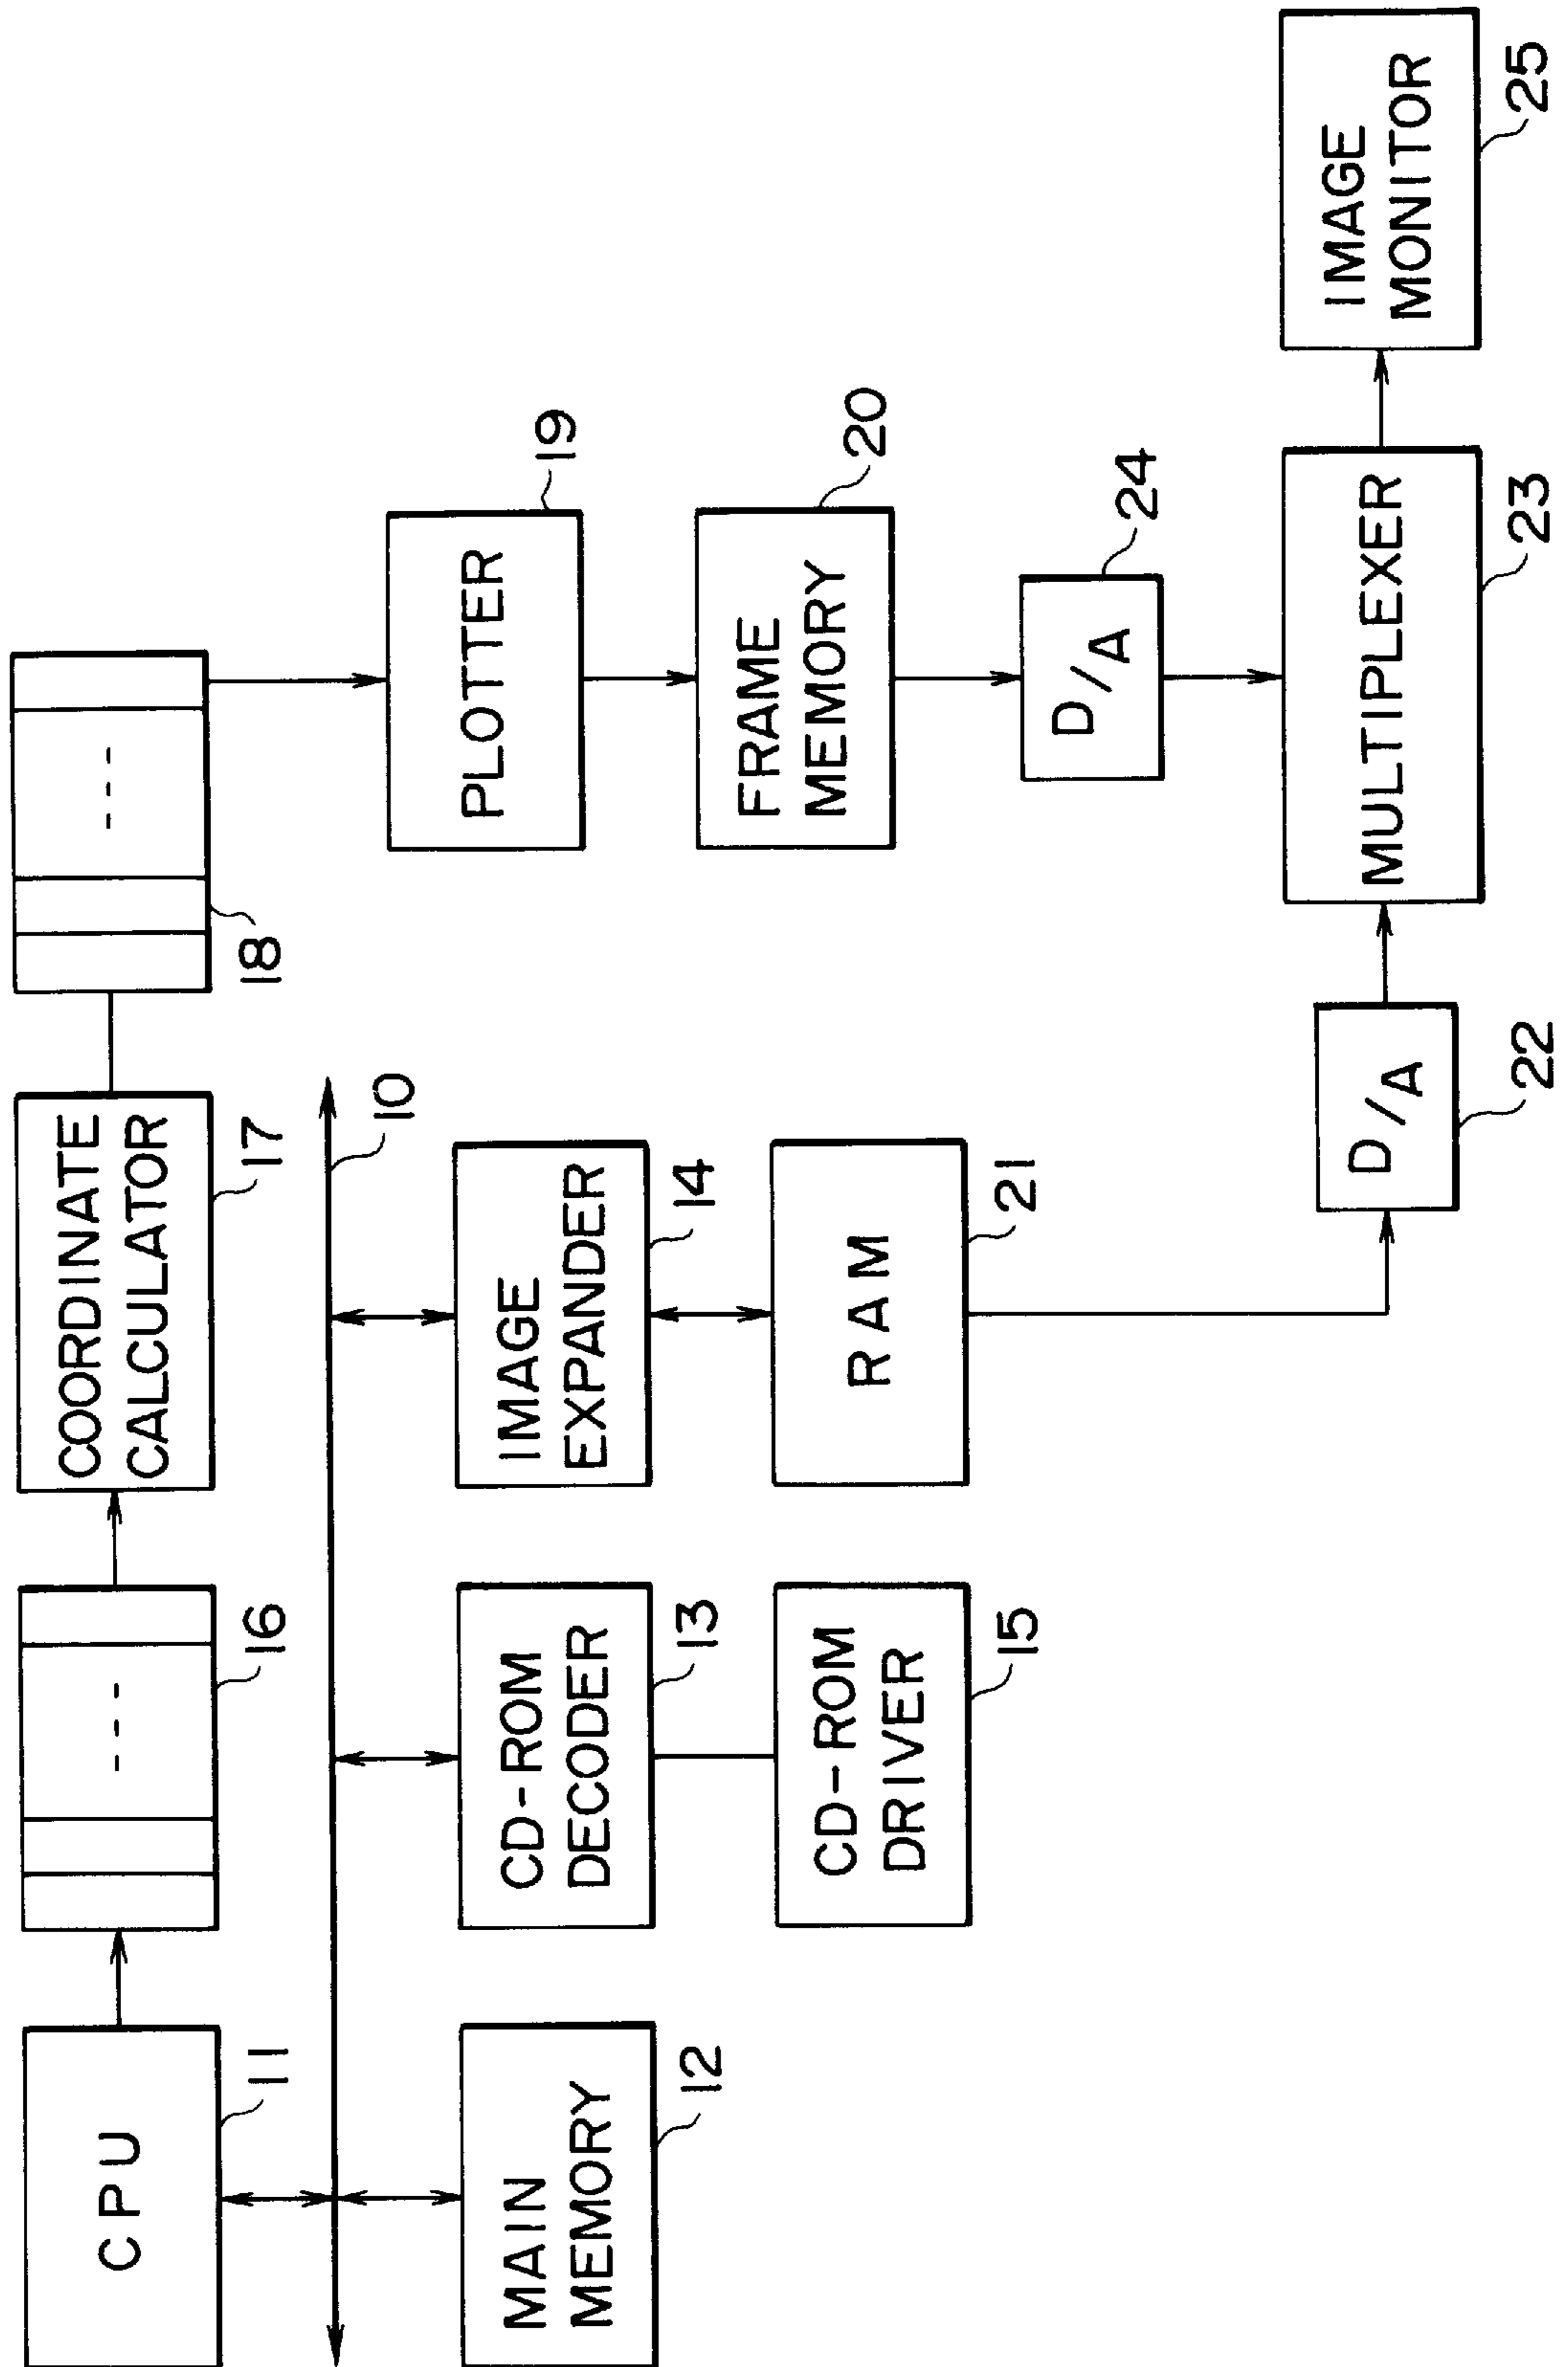 CPU
11
16
COORDINATE
CALCULATOR
17
18
10
MAIN
MEMORY
12
CD-ROM
DECODER
13
IMAGE
EXPANDER
14
PLOTTER
19
CD-ROM
DRIVER
15
RAM
21
FRAME
MEMORY
20
D/A
24
D/A
22
MULTIPLEXER
23
IMAGE
MONITOR
25